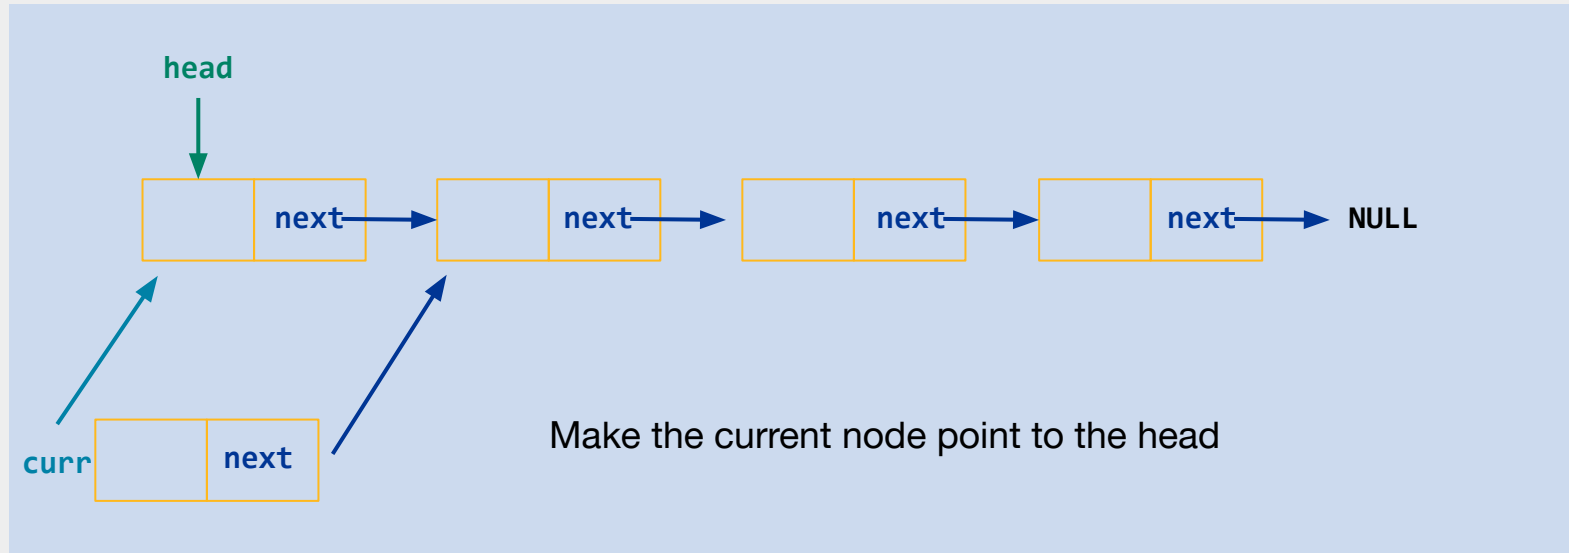 head
next next next next NULL
Make the current node point to the head
curr next